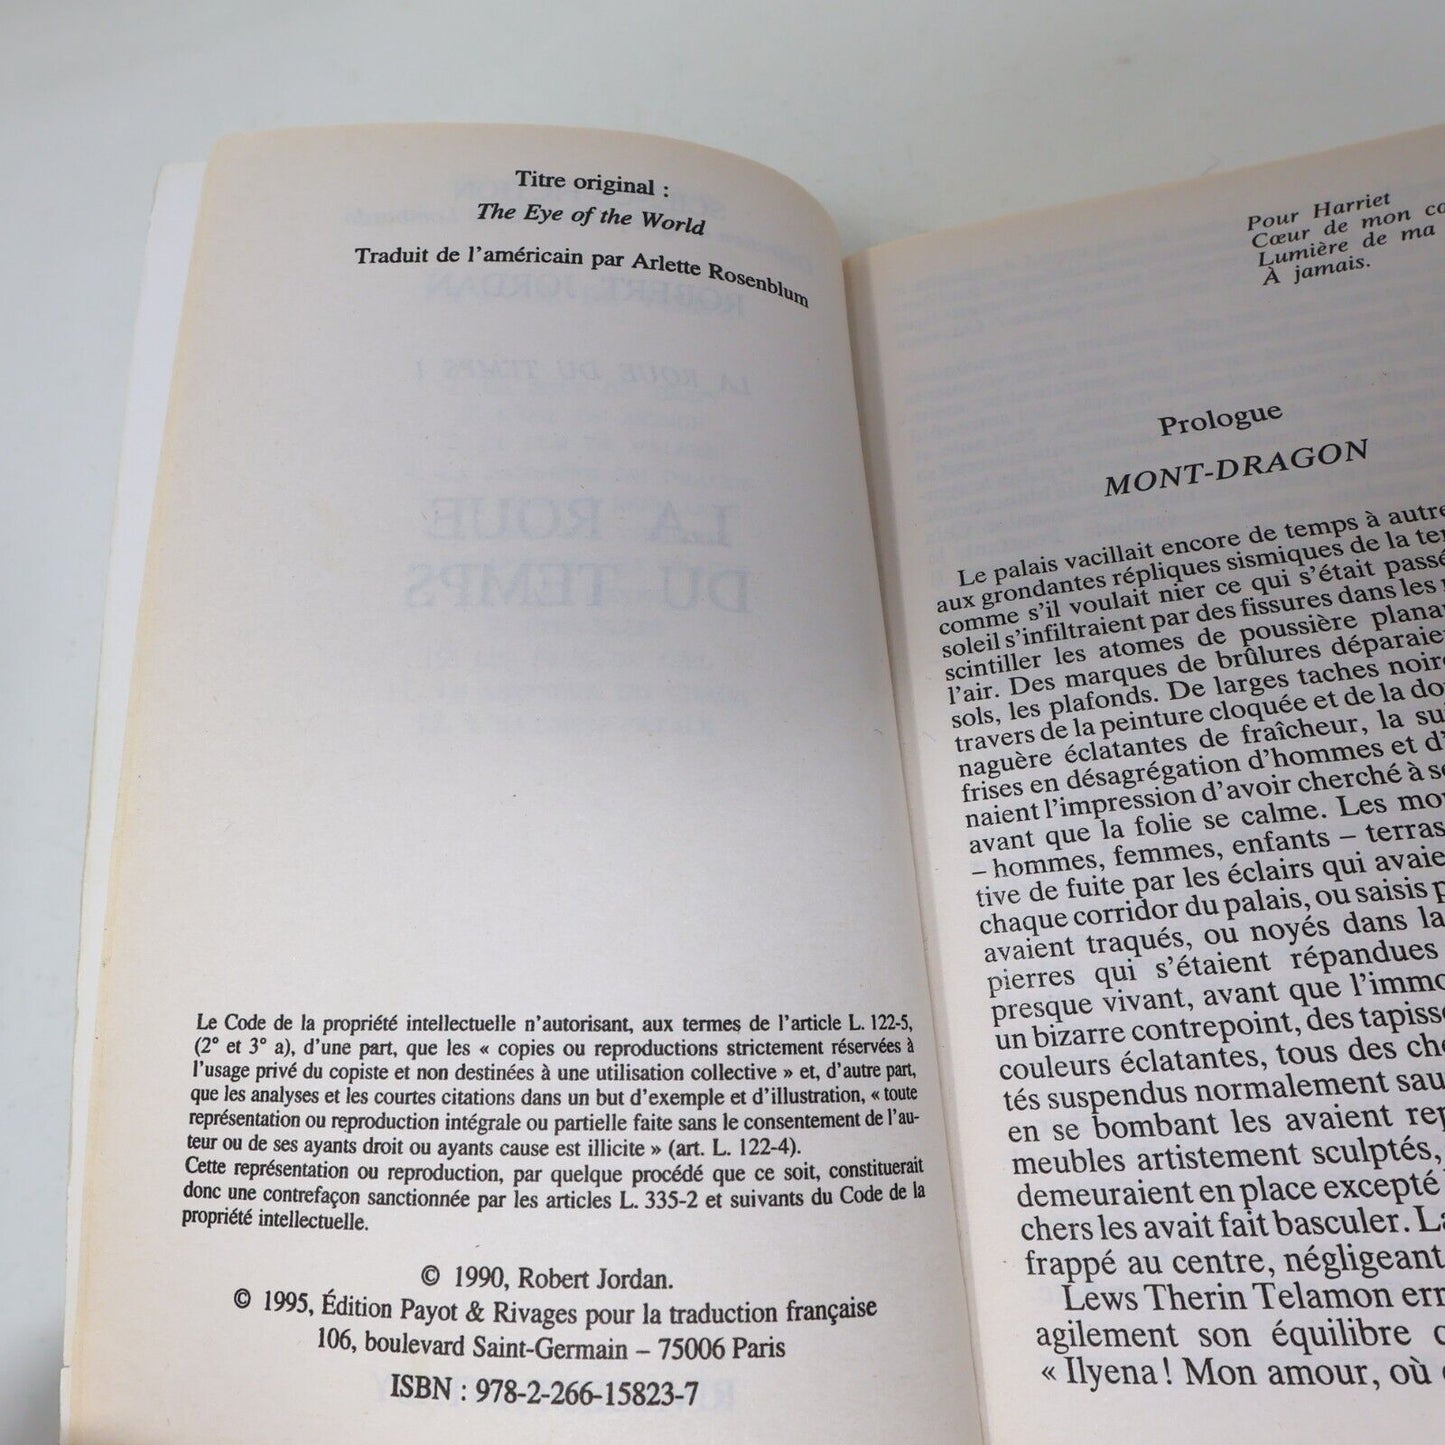 Titre original :
The Eye of the World
Traduit de l'américain par Arlette Rosenblum
Le Code de la propriété intellectuelle n'autorisant, aux termes de l'article L. 122-5,
(2° et 3° a), d'une part, que les « copies ou reproductions strictement réservées à
l'usage privé du copiste et non destinées à une utilisation collective » et, d'autre part,
que les analyses et les courtes citations dans un but d'exemple et d'illustration, « toute
représentation ou reproduction intégrale ou partielle faite sans le consentement de l'au-
teur ou de ses ayants droit ou ayants cause est illicite » (art. L. 122-4).
Cette représentation ou reproduction, par quelque procédé que ce soit, constituerait
donc une contrefaçon sanctionnée par les articles L. 335-2 et suivants du Code de la
propriété intellectuelle.
© 1990, Robert Jordan.
© 1995, Édition Payot & Rivages pour la traduction française
106, boulevard Saint-Germain – 75006 Paris
ISBN : 978-2-266-15823-7
Pour Harriet
Cœur de mon
Lumière de ma
À jamais.
Prologue
MONT-DRAGON
Le palais vacillait encore de temps à autre
aux grondantes répliques sismiques de la
comme s'il voulait nier ce qui s'était passé
soleil s'infiltraient par des fissures dans les
scintiller les atomes de poussière
l'air. Des marques de brûlures
sols, les plafonds. De larges taches
travers de la peinture cloquée et de la
naguère éclatantes de fraîcheur, la
frises en désagrégation d'hommes et
naient l'impression d'avoir cherché à
avant que la folie se calme. Les
– hommes, femmes, enfants –
tive de fuite par les éclairs qui
chaque corridor du palais, ou saisis
avaient traqués, ou noyés dans la
pierres qui s'étaient répandues
presque vivant, avant que
un bizarre contrepoint, des
couleurs éclatantes, tous des
tés suspendus normalement
en se bombant les avaient
meubles artistement sculptés,
demeuraient en place excepté
chers les avait fait basculer.
frappé au centre, négligeant
Lews Therin Telamon
agilement son équilibre
« Ilyena ! Mon amour, où